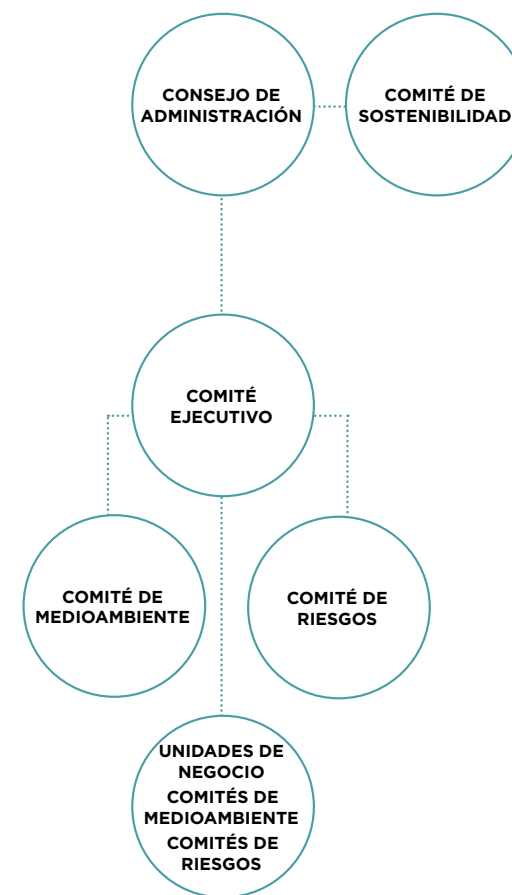 CONSEJO DE
ADMINISTRACIÓN
COMITÉ DE
SOSTENIBILIDAD
COMITÉ
EJECUTIVO
COMITÉ DE
MEDIOAMBIENTE
COMITÉ DE
RIESGOS
UNIDADES DE
NEGOCIO
COMITÉS DE
MEDIOAMBIENTE
COMITÉS DE
RIESGOS